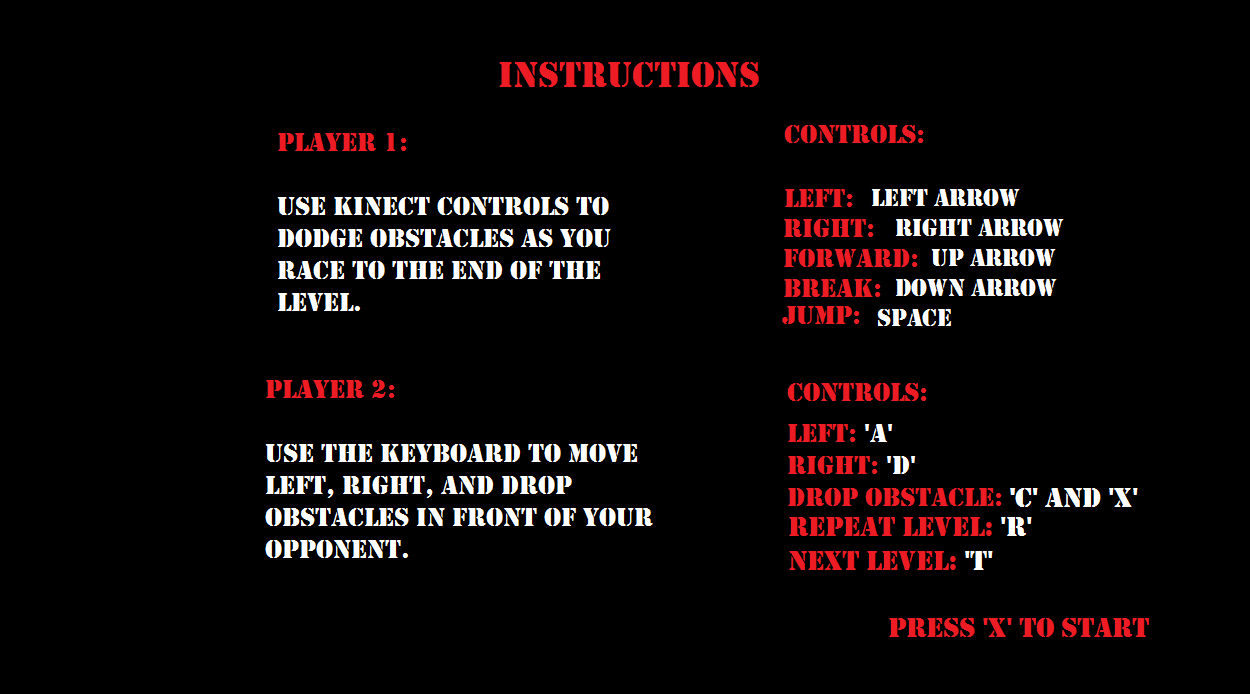 INSTRUCTIONS
PLAYER 1:
USE KINECT CONTROLS TO
DODGE OBSTACLES AS YOU
RACE TO THE END OF THE
LEVEL.
CONTROLS:
LEFT: LEFT ARROW
RIGHT: RIGHT ARROW
FORWARD: UP ARROW
BREAK: DOWN ARROW
JUMP: SPACE
PLAYER 2:
USE THE KEYBOARD TO MOVE
LEFT, RIGHT, AND DROP
OBSTACLES IN FRONT OF YOUR
OPPONENT.
CONTROLS:
LEFT: 'A'
RIGHT: 'D'
DROP OBSTACLE: 'C' AND 'X'
REPEAT LEVEL: 'R'
NEXT LEVEL: 'T'
PRESS 'X' TO START